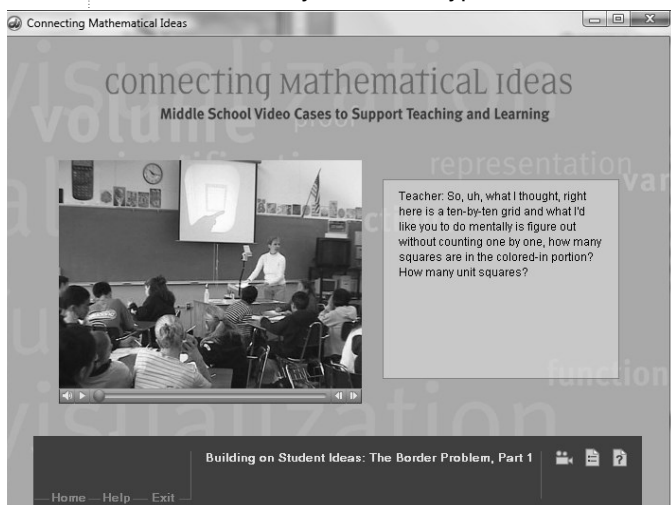 Connecting Mathematical Ideas
connecting mathematical ideas
Middle School Video Cases to Support Teaching and Learning
visualization
volume
proof
representation
var
Teacher: So, uh, what I thought, right
here is a ten-by-ten grid and what I'd
like you to do mentally is figure out
without counting one by one, how many
squares are in the colored-in portion?
How many unit squares?
function
visualization
Building on Student Ideas: The Border Problem, Part 1
Home Help Exit